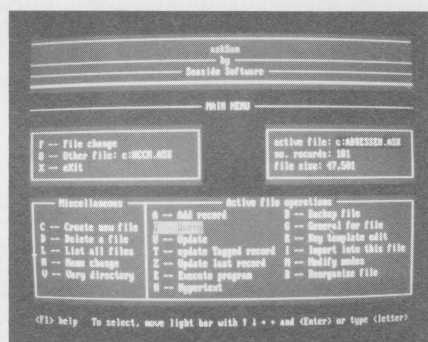 askSam
by
Seaside Software
MAIN MENU
F -- File change
O -- Other file: c:NCCN.ASK
X -- eXit
active file: c:ADRESSEN.ASK
no. records: 181
file size: 47,501
Miscellaneous
C -- Create new file
D -- Delete a file
L -- List all files
N -- Name change
V -- Vary directory
Active file operations
A -- Add record
Q -- Query
U -- Update
T -- update Tagged record
Z -- Update last record
E -- Execute program
H -- Hypertext
B -- Backup file
G -- General for file
K -- Key template edit
I -- Import into this file
M -- Modify modes
R -- Reorganize file
<F1> help To select, move light bar with ↑ ↓ → ← and <Enter> or type <letter>